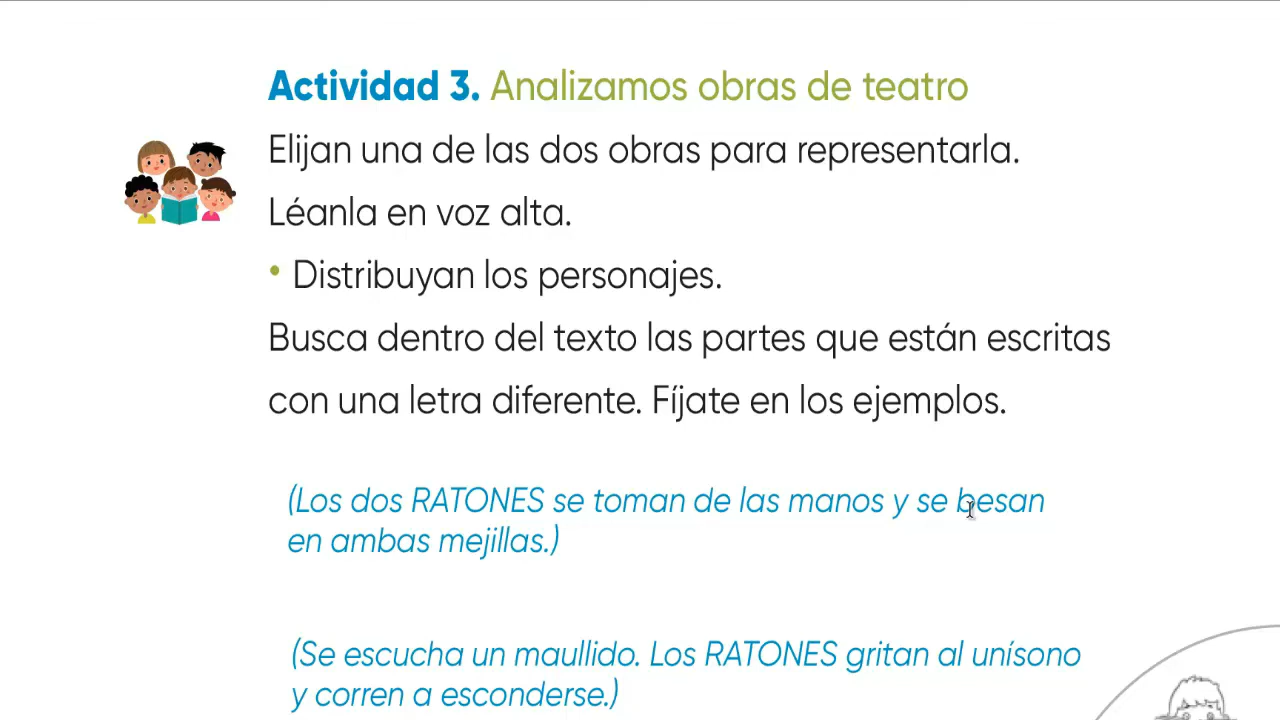 Actividad 3. Analizamos obras de teatro
Elijan una de las dos obras para representarla.
Léanla en voz alta.
• Distribuyan los personajes.
Busca dentro del texto las partes que están escritas
con una letra diferente. Fíjate en los ejemplos.
(Los dos RATONES se toman de las manos y se besan
en ambas mejillas.)
(Se escucha un maullido. Los RATONES gritan al unísono
y corren a esconderse.)